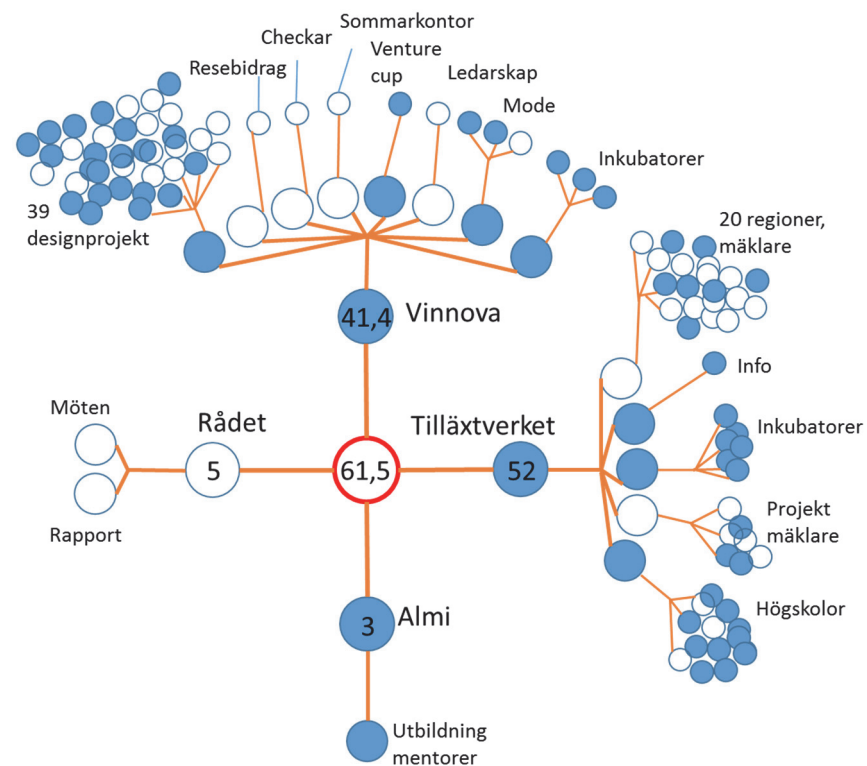 Sommarkontor
Checkar
Venture
cup
Resebidrag
Ledarskap
Mode
Inkubatorer
39
designprojekt
20 regioner,
mäklare
41,4
Vinnova
Info
Möten
Rådet
Tilläxtverket
Inkubatorer
5
61,5
52
Rapport
Projekt
mäklare
Almi
3
Högskolor
Utbildning
mentorer